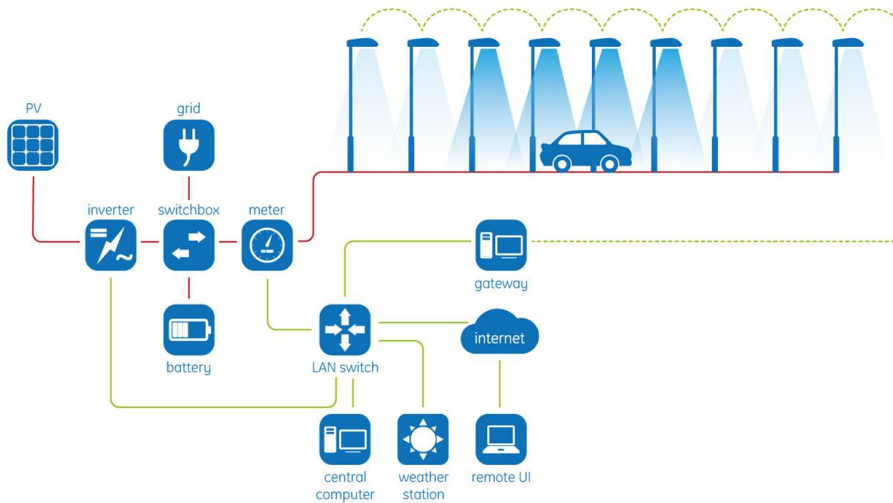 PV
grid
inverter
switchbox
meter
gateway
battery
LAN switch
internet
central
computer
weather
station
remote UI